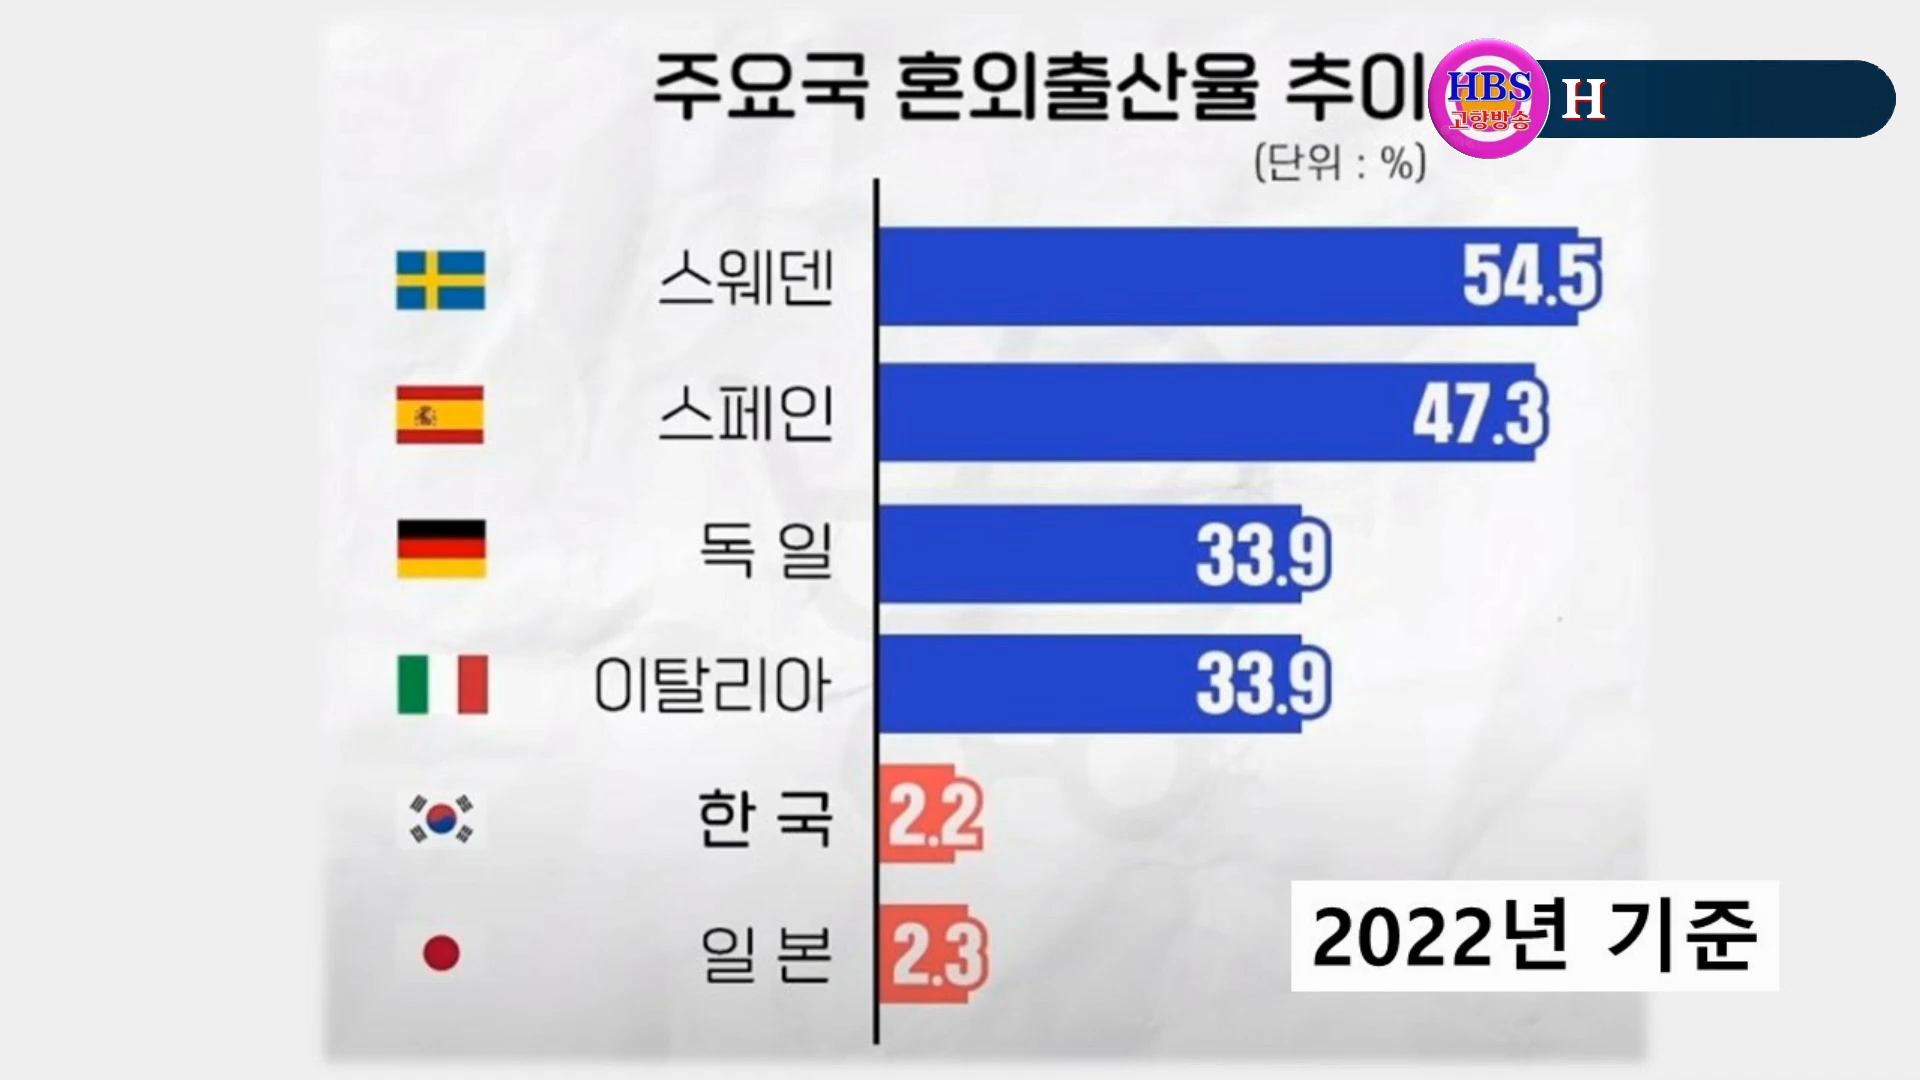 주요국 혼외출산율 추이
HBS
고향방송
H
(단위 : %)
스웨덴 54.5
스페인 47.3
독 일 33.9
이탈리아 33.9
한 국 2.2
일 본 2.3
2022년 기준